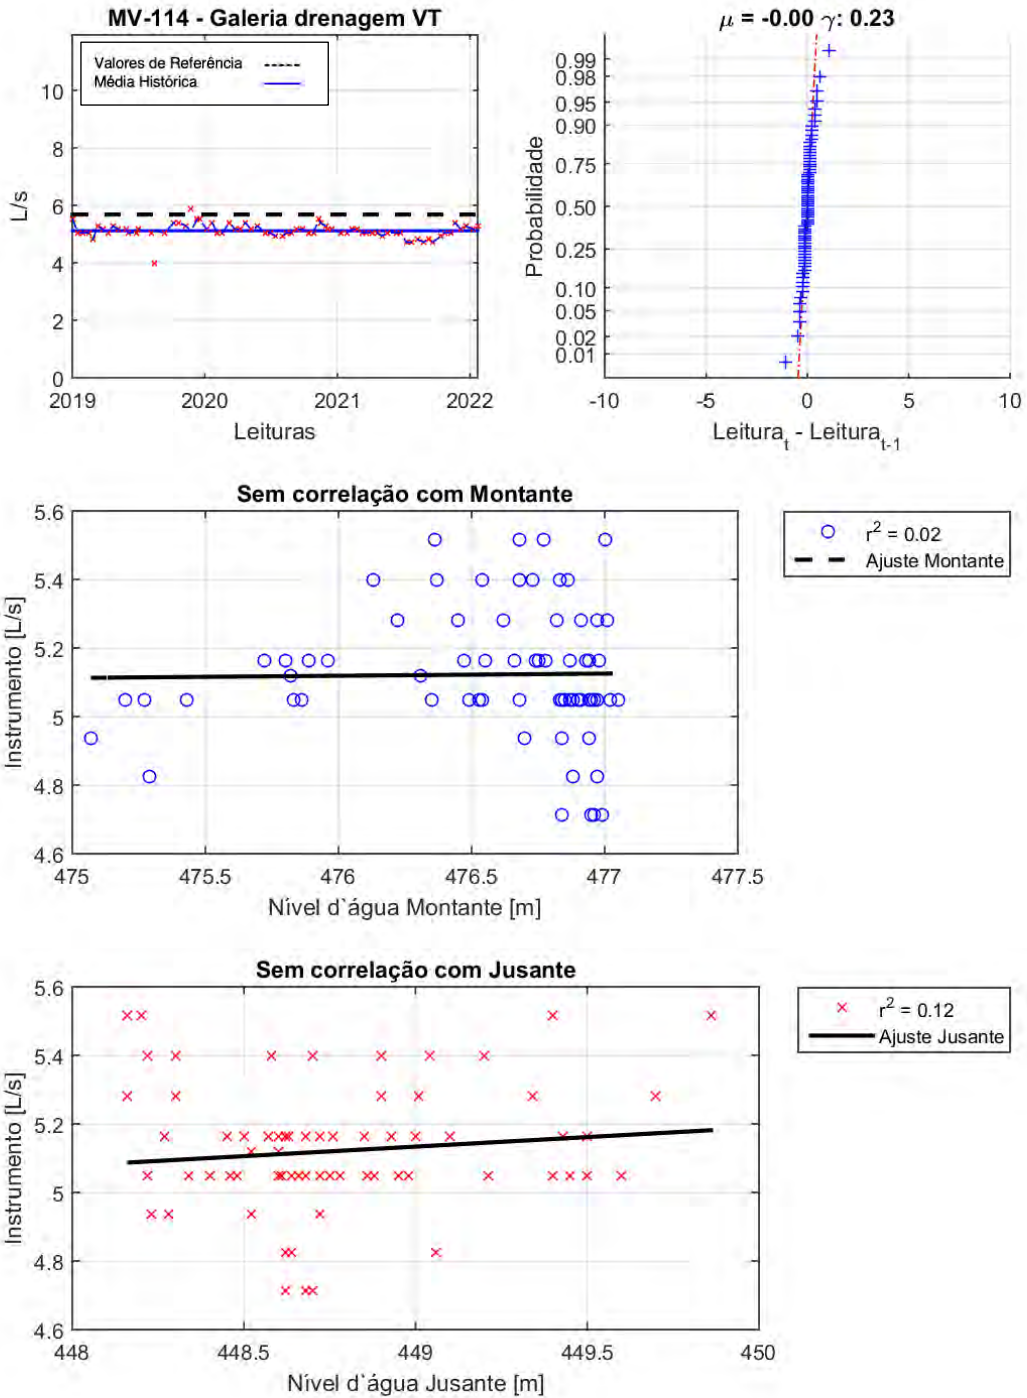 MV-114 - Galeria drenagem VT
Valores de Referência
Média Histórica
L/s
10
8
6
4
2
0
2019
2020
2021
2022
Leituras
μ = -0.00 γ: 0.23
Probabilidade
0.99
0.98
0.95
0.90
0.75
0.50
0.25
0.10
0.05
0.02
0.01
-10
-5
0
5
10
Leitura_t - Leitura_t-1
Sem correlação com Montante
Instrumento [L/s]
5.6
5.4
5.2
5
4.8
4.6
475
475.5
476
476.5
477
477.5
Nível d`água Montante [m]
r² = 0.02
Ajuste Montante
Sem correlação com Jusante
Instrumento [L/s]
5.6
5.4
5.2
5
4.8
4.6
448
448.5
449
449.5
450
Nível d`água Jusante [m]
r² = 0.12
Ajuste Jusante